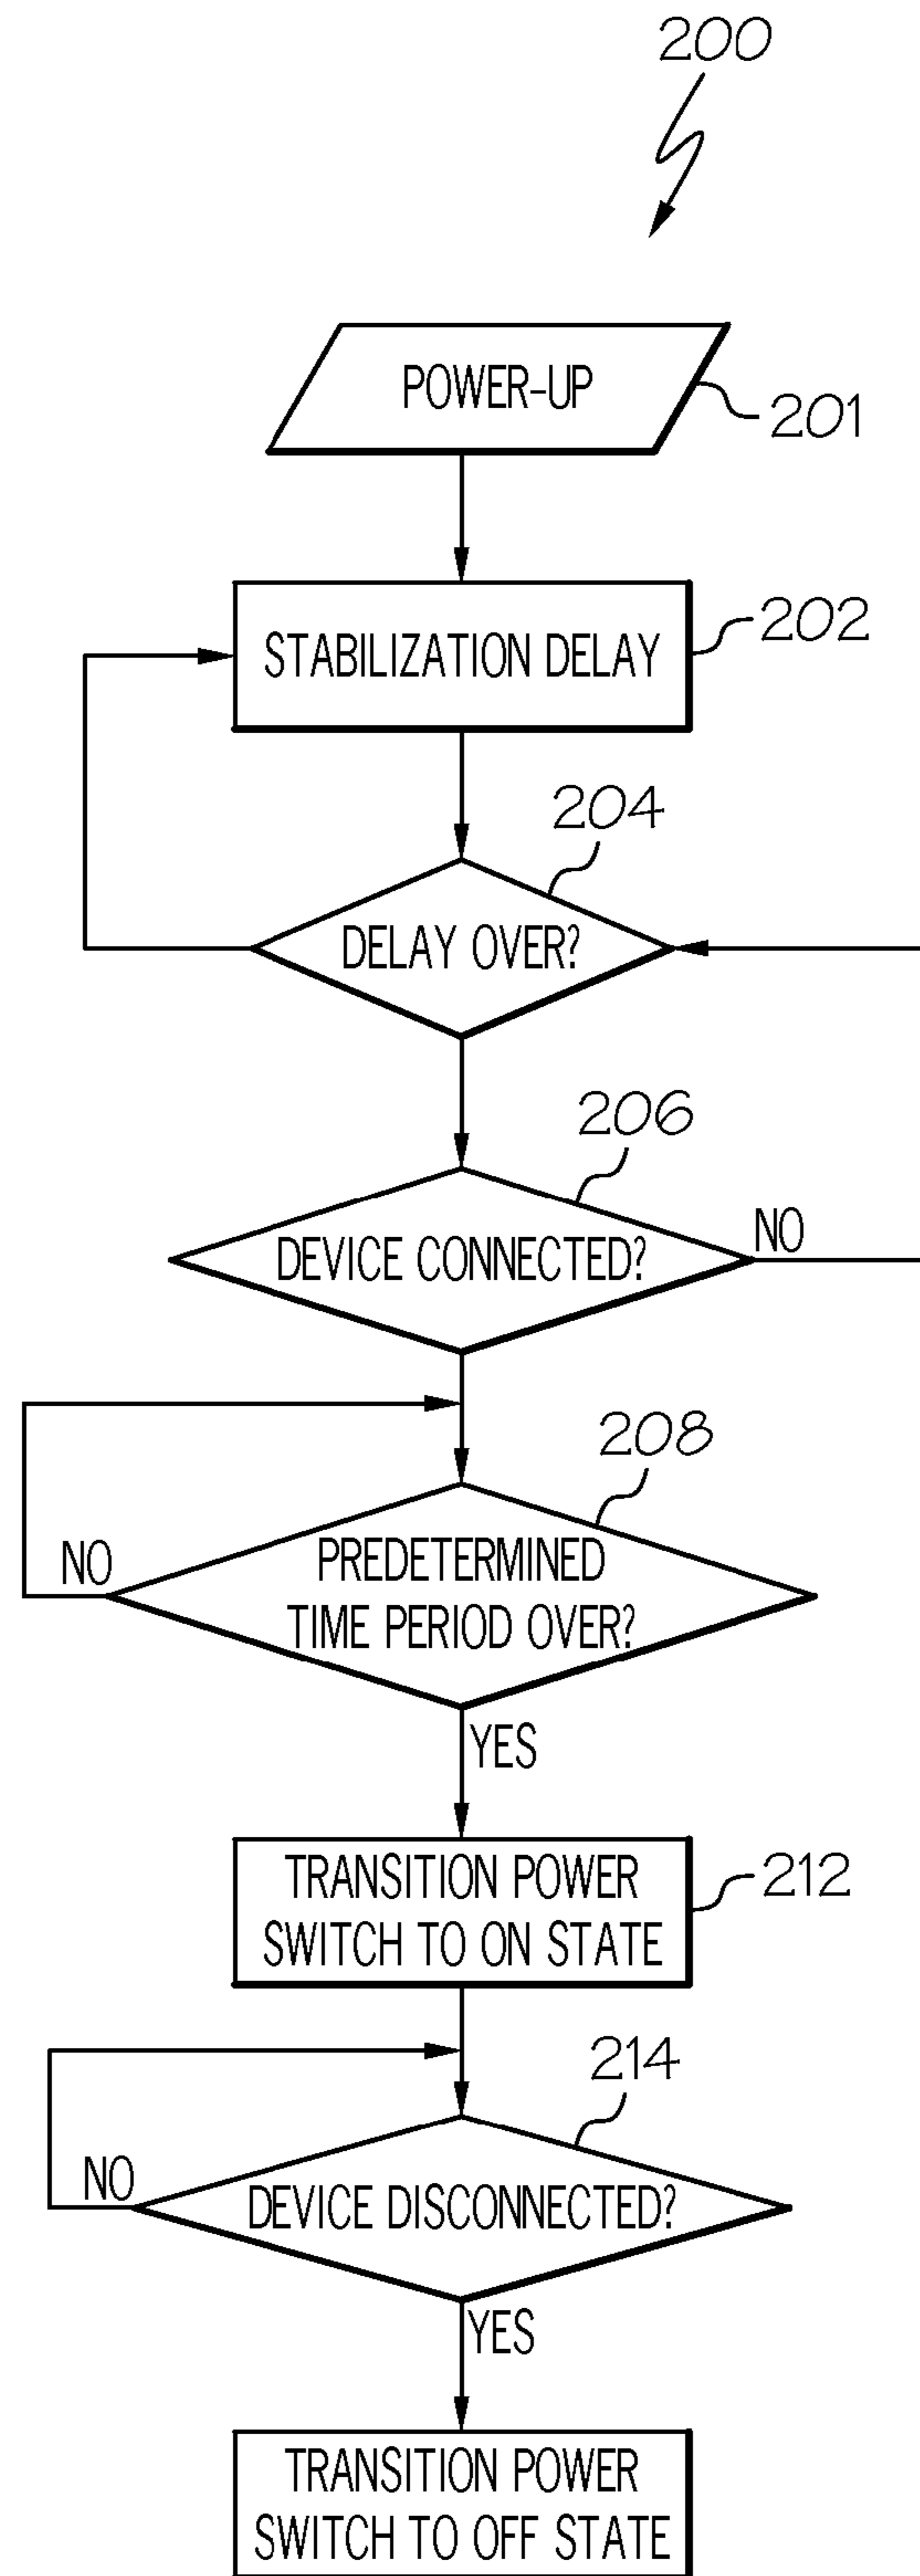 200
POWER-UP
201
STABILIZATION DELAY
202
204
DELAY OVER?
206
DEVICE CONNECTED?
NO
208
PREDETERMINED
TIME PERIOD OVER?
NO
YES
TRANSITION POWER
SWITCH TO ON STATE
212
214
DEVICE DISCONNECTED?
NO
YES
TRANSITION POWER
SWITCH TO OFF STATE